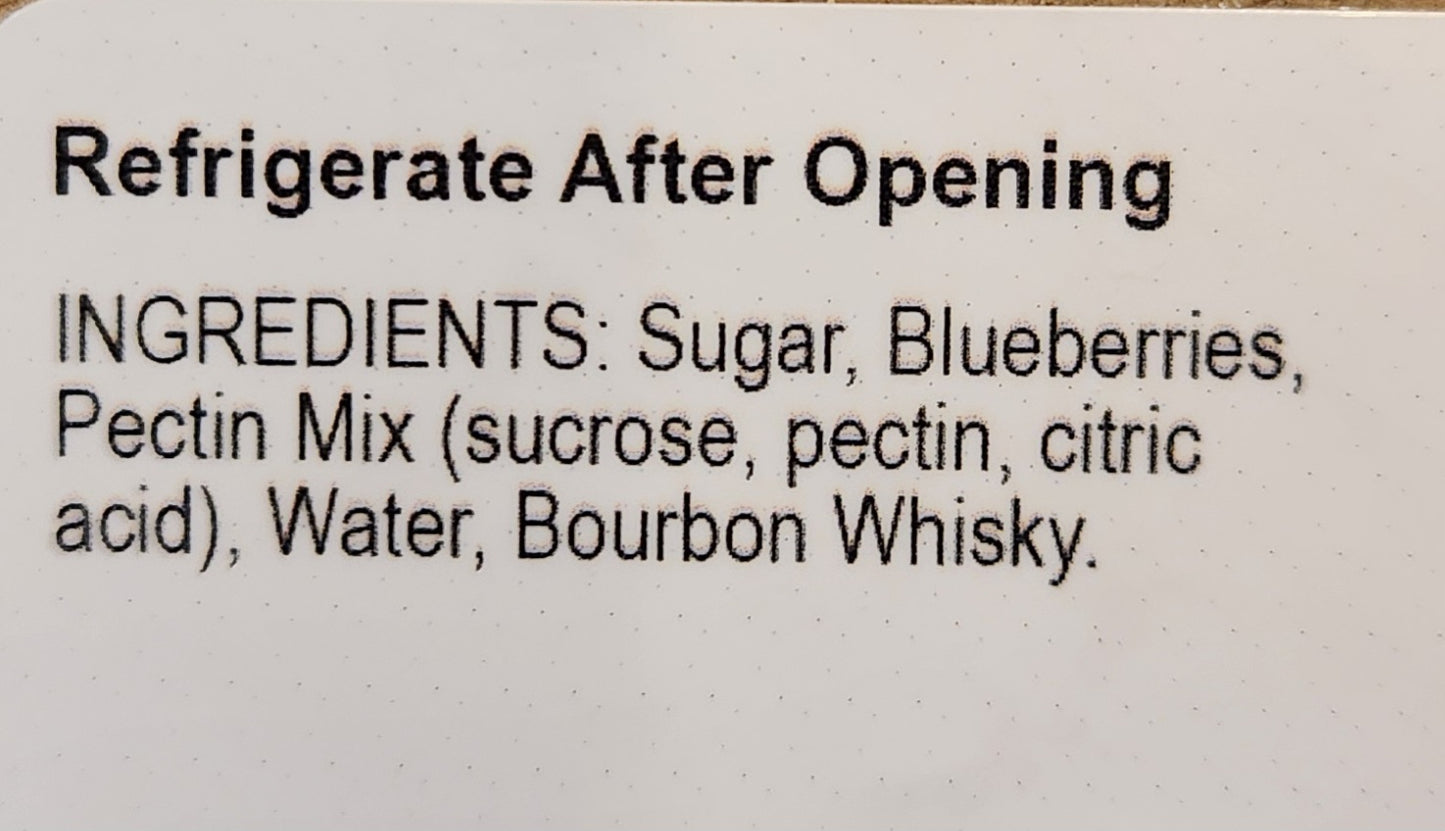 Refrigerate After Opening
INGREDIENTS: Sugar, Blueberries,
Pectin Mix (sucrose, pectin, citric
acid), Water, Bourbon Whisky.